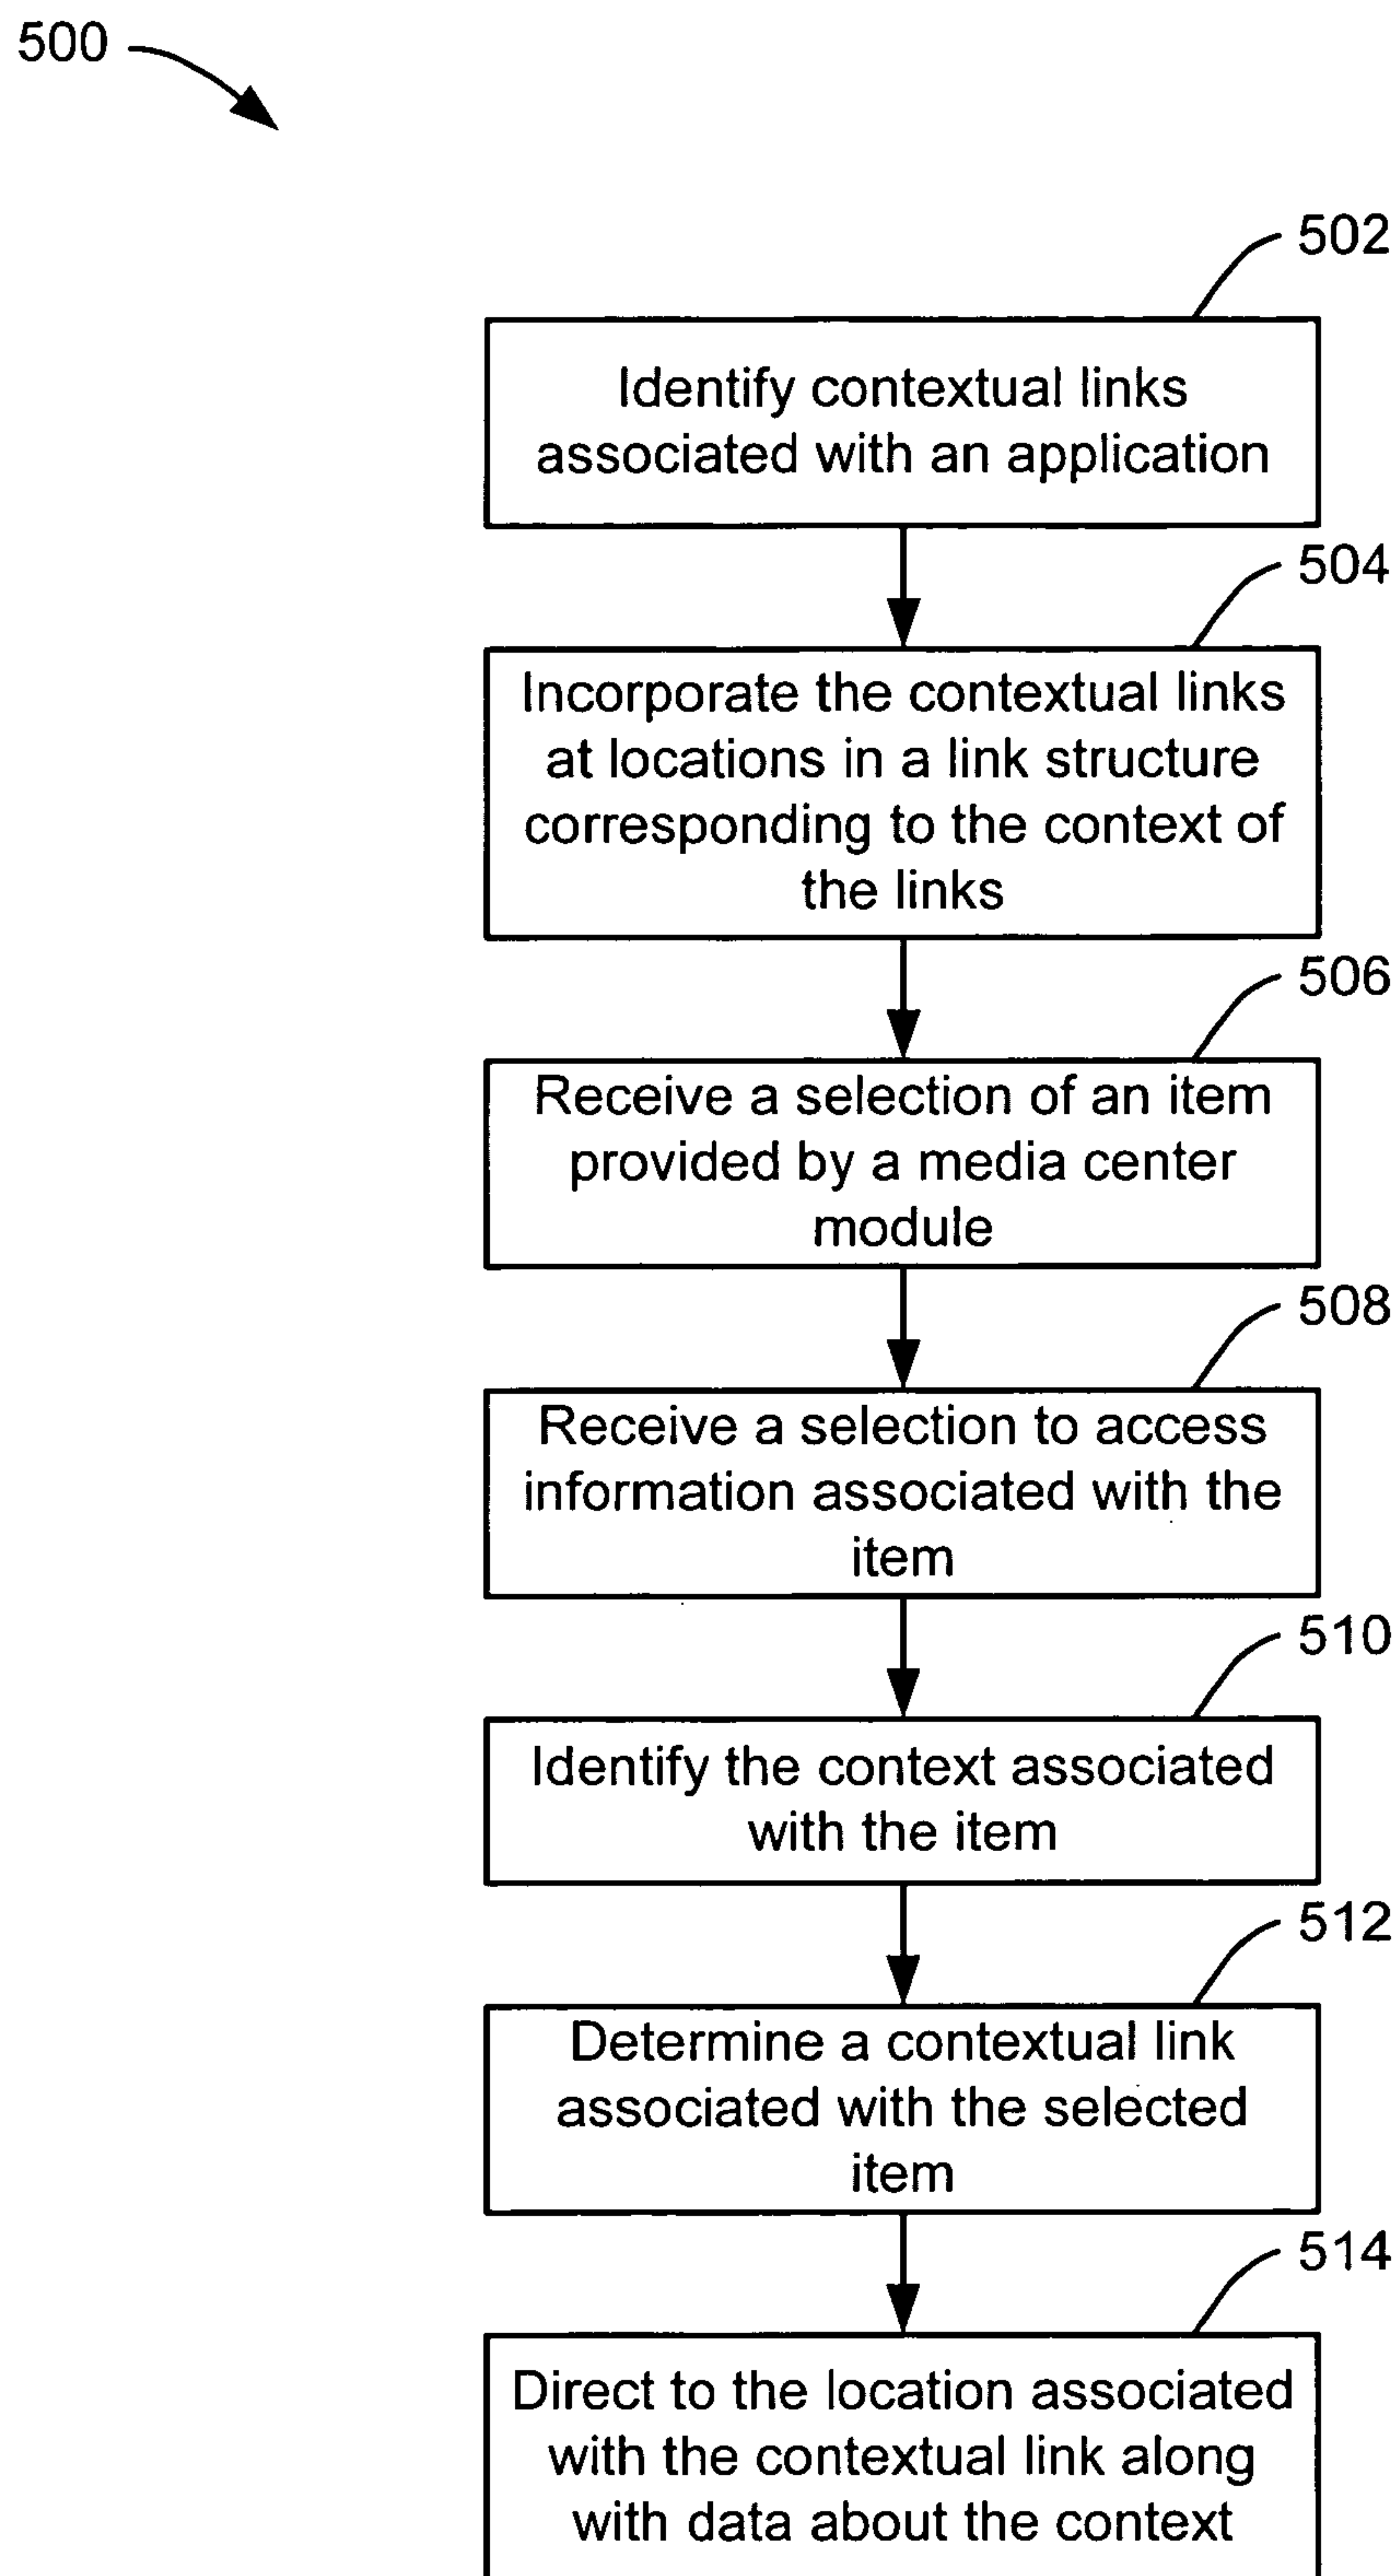 500
502
Identify contextual links
associated with an application
504
Incorporate the contextual links
at locations in a link structure
corresponding to the context of
the links
506
Receive a selection of an item
provided by a media center
module
508
Receive a selection to access
information associated with the
item
510
Identify the context associated
with the item
512
Determine a contextual link
associated with the selected
item
514
Direct to the location associated
with the contextual link along
with data about the context